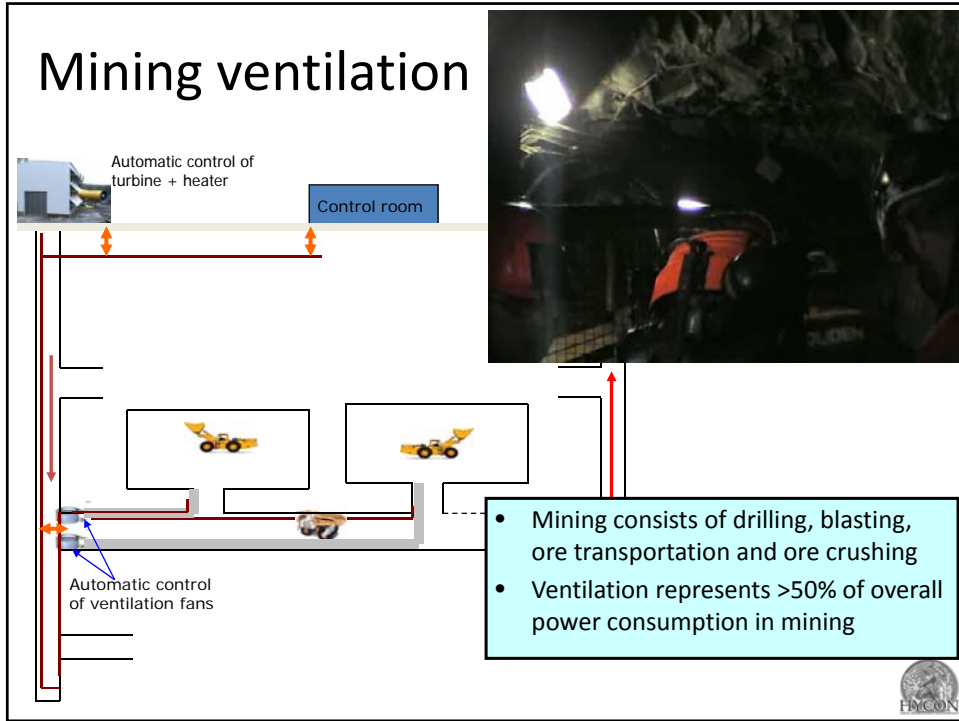 Mining ventilation
Automatic control of
turbine + heater
Control room
Automatic control
of ventilation fans
• Mining consists of drilling, blasting,
ore transportation and ore crushing
• Ventilation represents >50% of overall
power consumption in mining
HYCON